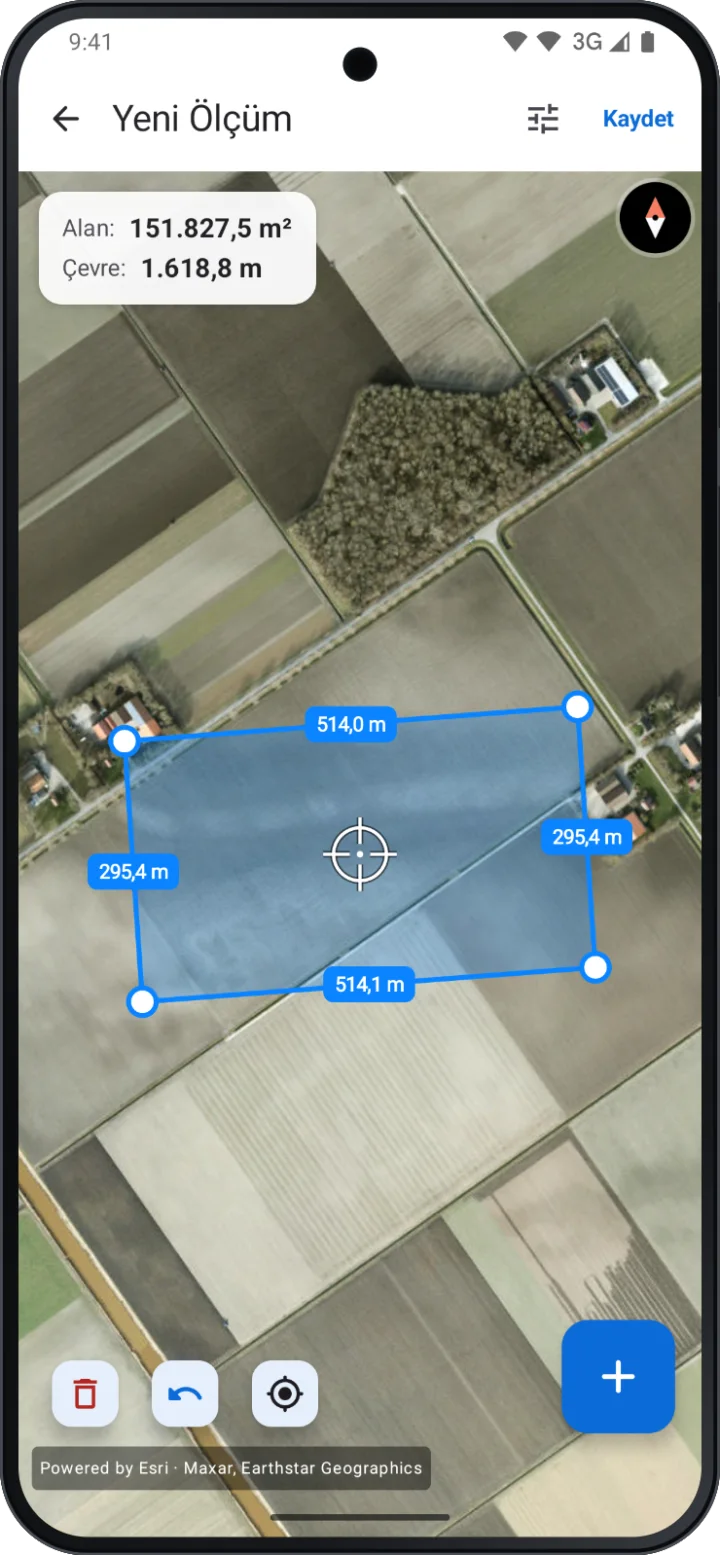 9:41
3G
Yeni Ölçüm
Kaydet
Alan: 151.827,5 m²
Çevre: 1.618,8 m
514,0 m
295,4 m
295,4 m
514,1 m
Powered by Esri · Maxar, Earthstar Geographics